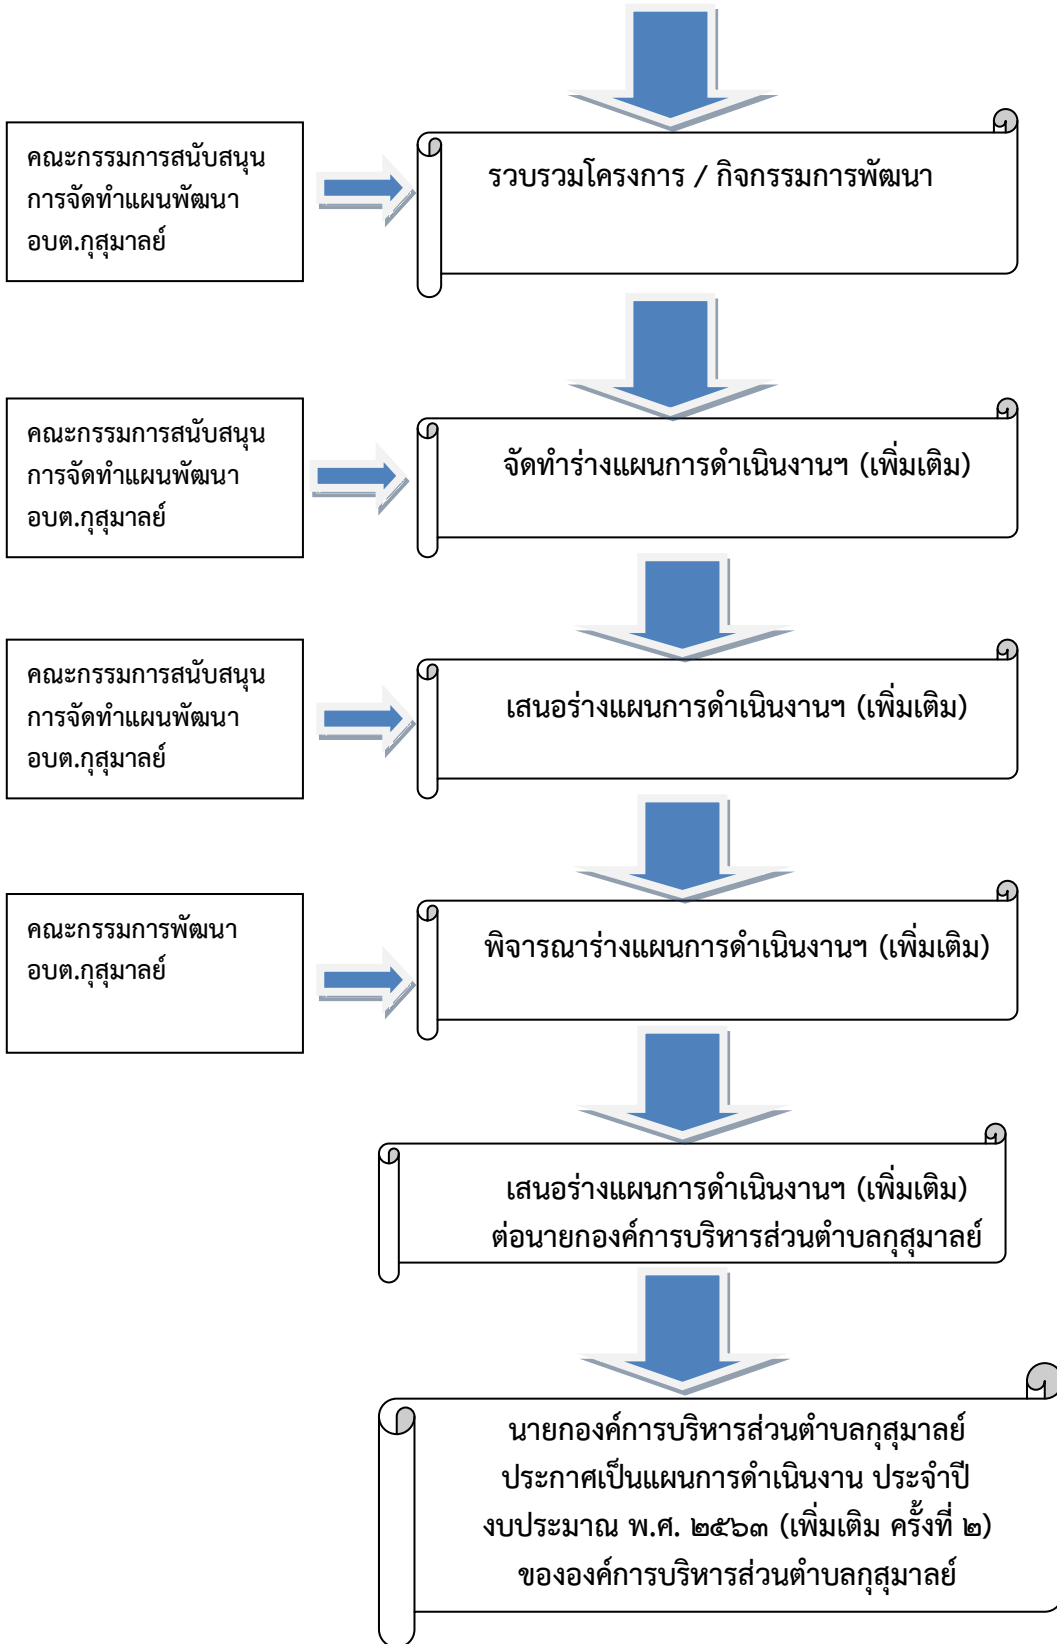 คณะกรรมการสนับสนุน
การจัดทำแผนพัฒนา
อบต.กุสุมาลย์
รวบรวมโครงการ / กิจกรรมการพัฒนา
คณะกรรมการสนับสนุน
การจัดทำแผนพัฒนา
อบต.กุสุมาลย์
จัดทำร่างแผนการดำเนินงานฯ (เพิ่มเติม)
คณะกรรมการสนับสนุน
การจัดทำแผนพัฒนา
อบต.กุสุมาลย์
เสนอร่างแผนการดำเนินงานฯ (เพิ่มเติม)
คณะกรรมการพัฒนา
อบต.กุสุมาลย์
พิจารณาร่างแผนการดำเนินงานฯ (เพิ่มเติม)
เสนอร่างแผนการดำเนินงานฯ (เพิ่มเติม)
ต่อนายกองค์การบริหารส่วนตำบลกุสุมาลย์
นายกองค์การบริหารส่วนตำบลกุสุมาลย์
ประกาศเป็นแผนการดำเนินงาน ประจำปี
งบประมาณ พ.ศ. ๒๕๖๓ (เพิ่มเติม ครั้งที่ ๒)
ขององค์การบริหารส่วนตำบลกุสุมาลย์